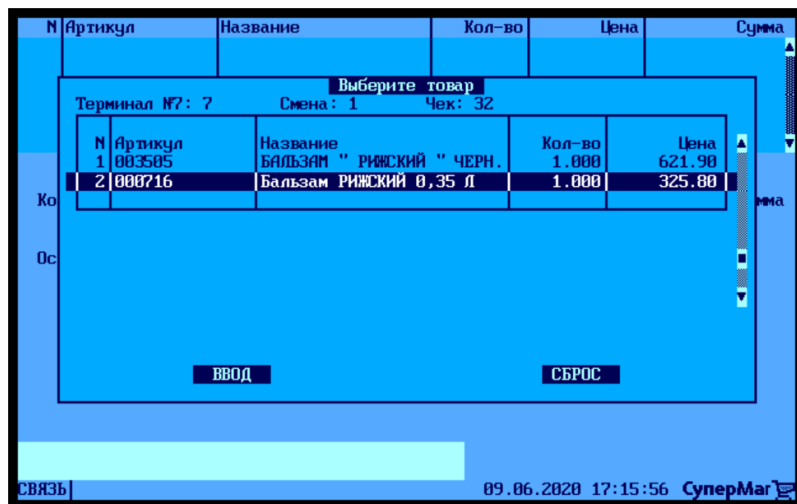 N Артикул Название Кол-во Цена Сумма
Выберите товар
Терминал №7: 7 Смена: 1 Чек: 32
N Артикул Название Кол-во Цена
1 003505 БАЛЬЗАМ " РИЖСКИЙ " ЧЕРН. 1.000 621.90
2 000716 Бальзам РИЖСКИЙ 0,35 Л 1.000 325.80
Ко мма
Ос
ВВОД СБРОС
СВЯЗЬ 09.06.2020 17:15:56 СуперМаг